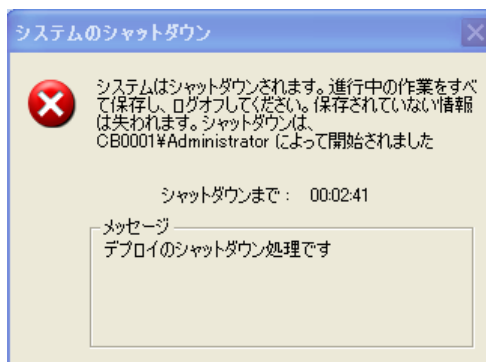 システムのシャットダウン
システムはシャットダウンされます。進行中の作業をすべ
て保存し、ログオフしてください。保存されていない情報
は失われます。シャットダウンは、
CB0001¥Administrator によって開始されました
シャットダウンまで： 00:02:41
メッセージ
デプロイのシャットダウン処理です